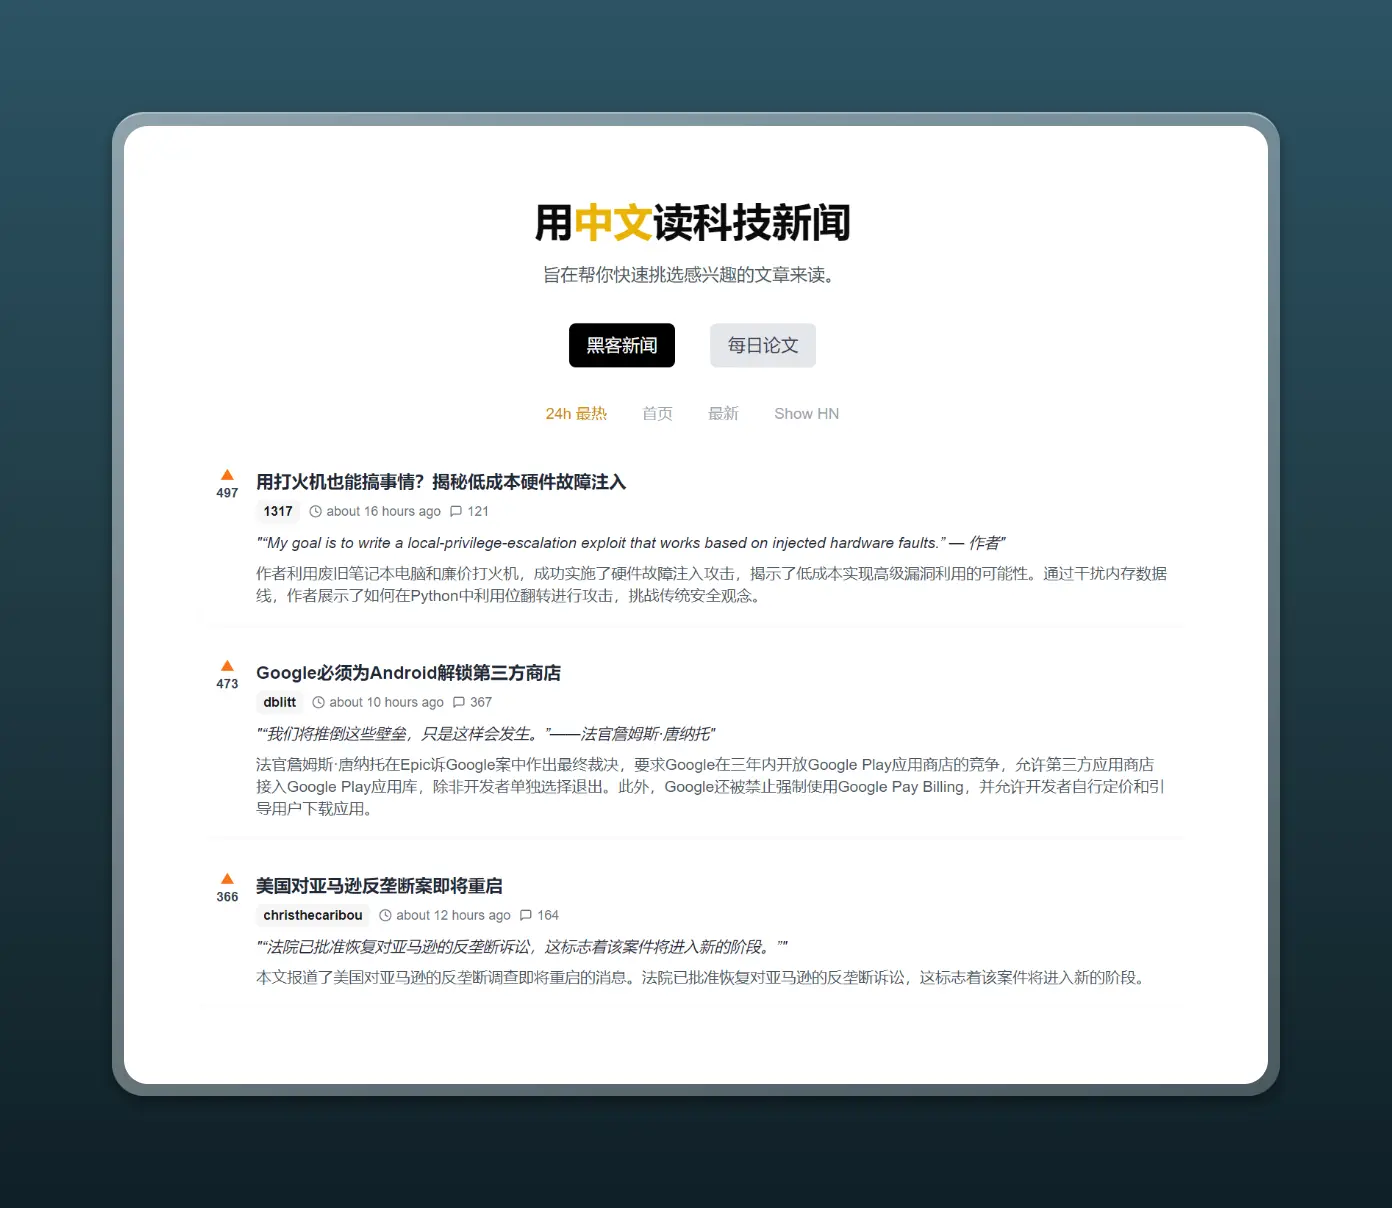 用中文读科技新闻
旨在帮你快速挑选感兴趣的文章来读。
黑客新闻 每日论文
24h 最热 首页 最新 Show HN
497
用打火机也能搞事情？揭秘低成本硬件故障注入
1317 about 16 hours ago 121
"“My goal is to write a local-privilege-escalation exploit that works based on injected hardware faults.” — 作者"
作者利用废旧笔记本电脑和廉价打火机，成功实施了硬件故障注入攻击，揭示了低成本实现高级漏洞利用的可能性。通过干扰内存数据
线，作者展示了如何在Python中利用位翻转进行攻击，挑战传统安全观念。
473
Google必须为Android解锁第三方商店
dblitt about 10 hours ago 367
"“我们将推倒这些壁垒，只是这样会发生。”——法官詹姆斯·唐纳托"
法官詹姆斯·唐纳托在Epic诉Google案中作出最终裁决，要求Google在三年内开放Google Play应用商店的竞争，允许第三方应用商店
接入Google Play应用库，除非开发者单独选择退出。此外，Google还被禁止强制使用Google Pay Billing，并允许开发者自行定价和引
导用户下载应用。
366
美国对亚马逊反垄断案即将重启
christhecaribou about 12 hours ago 164
"“法院已批准恢复对亚马逊的反垄断诉讼，这标志着该案件将进入新的阶段。”"
本文报道了美国对亚马逊的反垄断调查即将重启的消息。法院已批准恢复对亚马逊的反垄断诉讼，这标志着该案件将进入新的阶段。